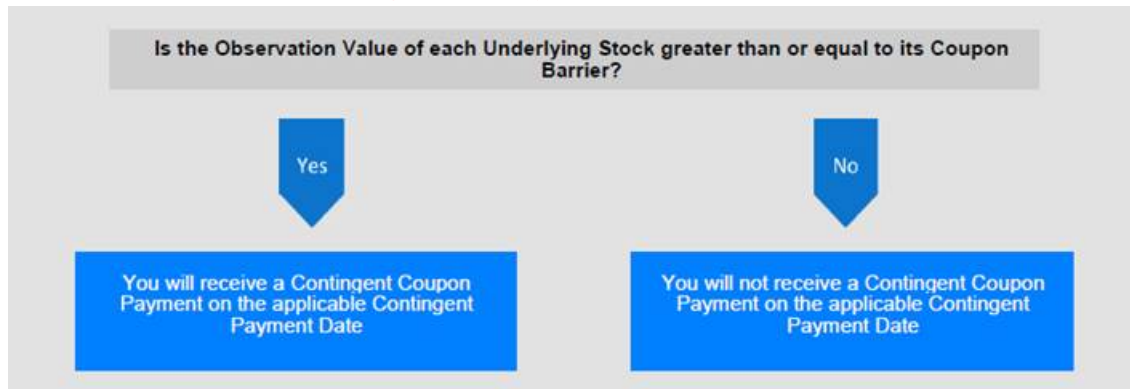 Is the Observation Value of each Underlying Stock greater than or equal to its Coupon
Barrier?
Yes
No
You will receive a Contingent Coupon
Payment on the applicable Contingent
Payment Date
You will not receive a Contingent Coupon
Payment on the applicable Contingent
Payment Date